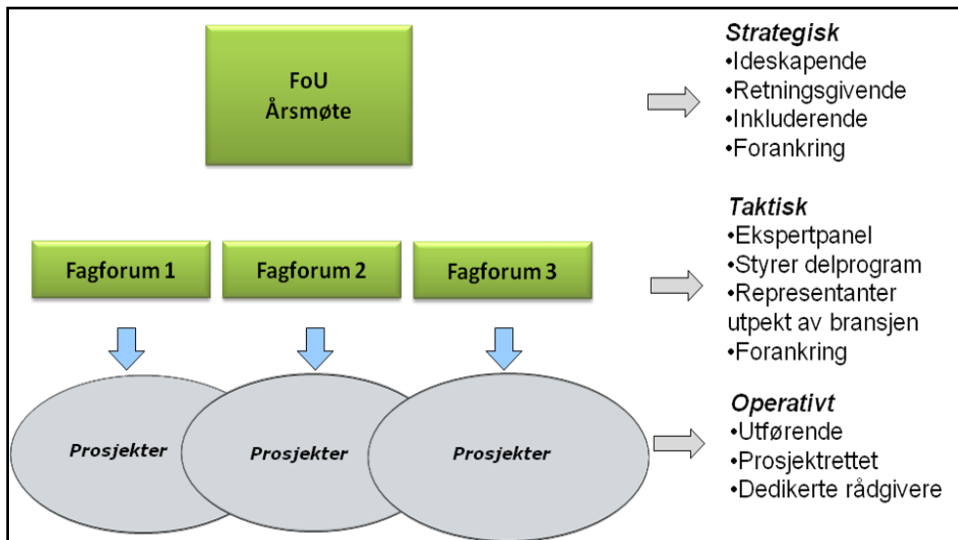 FoU
Årsmøte
Strategisk
•Ideskapende
•Retningsgivende
•Inkluderende
•Forankring
Fagforum 1
Fagforum 2
Fagforum 3
Taktisk
•Ekspertpanel
•Styrer delprogram
•Representanter
utpekt av bransjen
•Forankring
Prosjekter
Prosjekter
Prosjekter
Operativt
•Utførende
•Prosjektrettet
•Dedikerte rådgivere